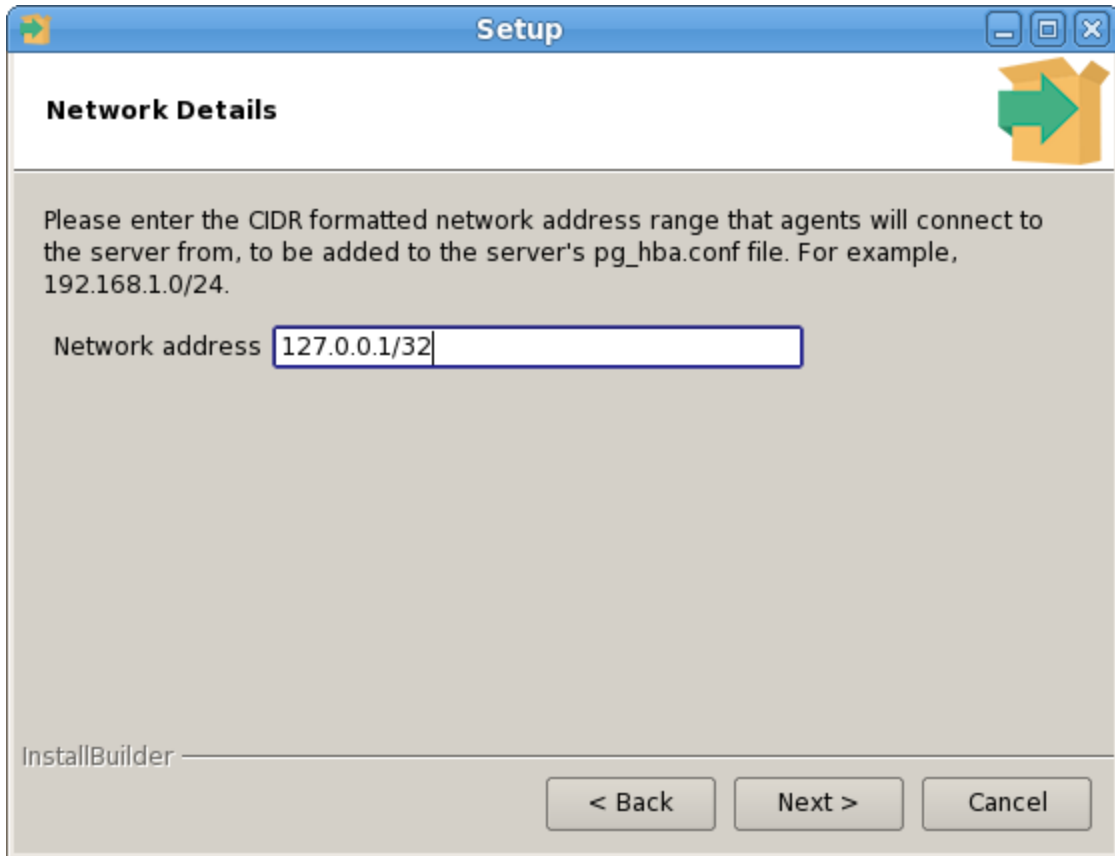 Setup
Network Details
Please enter the CIDR formatted network address range that agents will connect to
the server from, to be added to the server's pg_hba.conf file. For example,
192.168.1.0/24.
Network address 127.0.0.1/32
InstallBuilder
< Back Next > Cancel